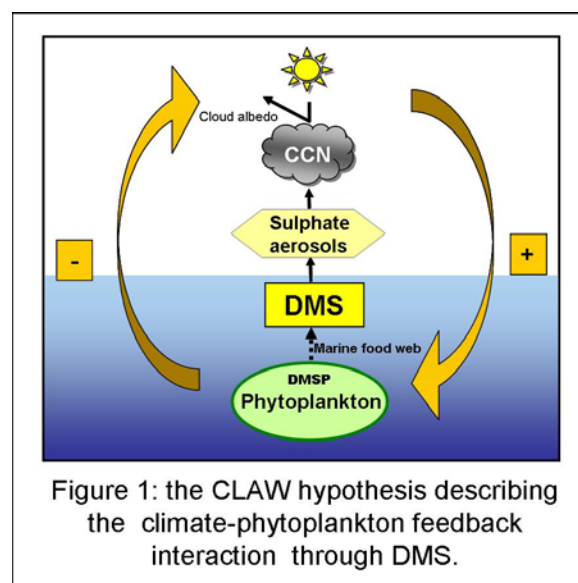 Cloud albedo
CCN
Sulphate
aerosols
-
+
DMS
Marine food web
DMSP
Phytoplankton
Figure 1: the CLAW hypothesis describing
the climate-phytoplankton feedback
interaction through DMS.